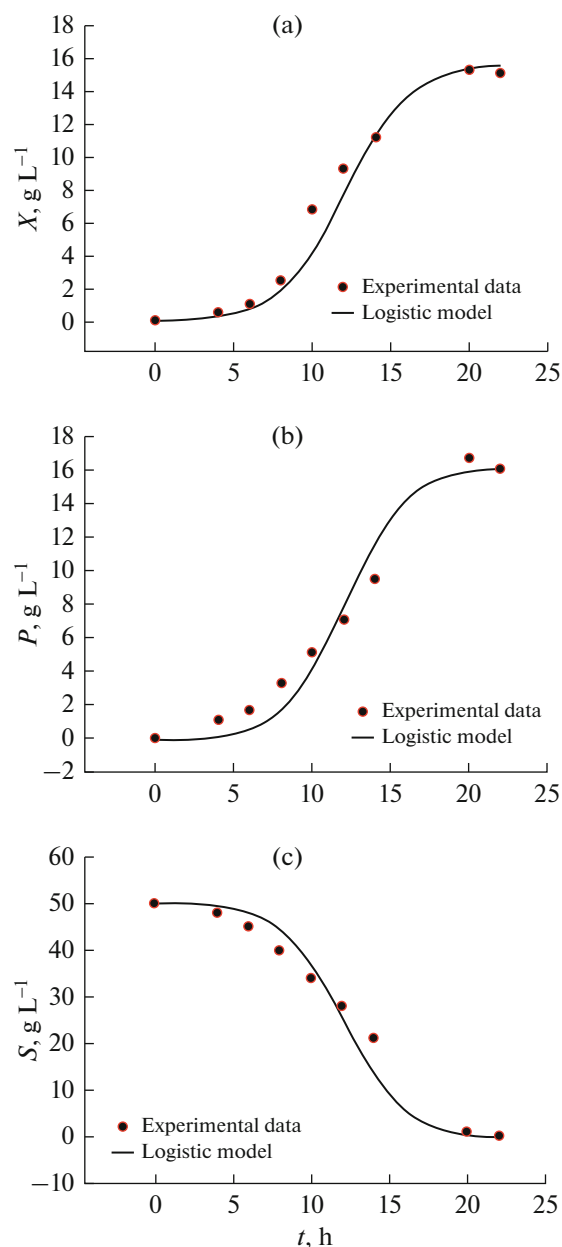 (a)
18
16
14
12
10
8
6
4
2
0
X, g L⁻¹
Experimental data
Logistic model
0 5 10 15 20 25
(b)
18
16
14
12
10
8
6
4
2
0
−2
P, g L⁻¹
Experimental data
Logistic model
0 5 10 15 20 25
(c)
60
50
40
30
20
10
0
−10
S, g L⁻¹
Experimental data
Logistic model
0 5 10 15 20 25
t, h